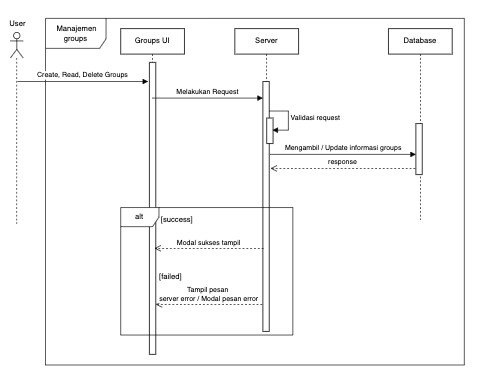 User
Manajemen
groups
Groups UI
Server
Database
Create, Read, Delete Groups
Melakukan Request
Validasi request
Mengambil / Update informasi groups
response
alt
[success]
Modal sukses tampil
[failed]
Tampil pesan
server error / Modal pesan error